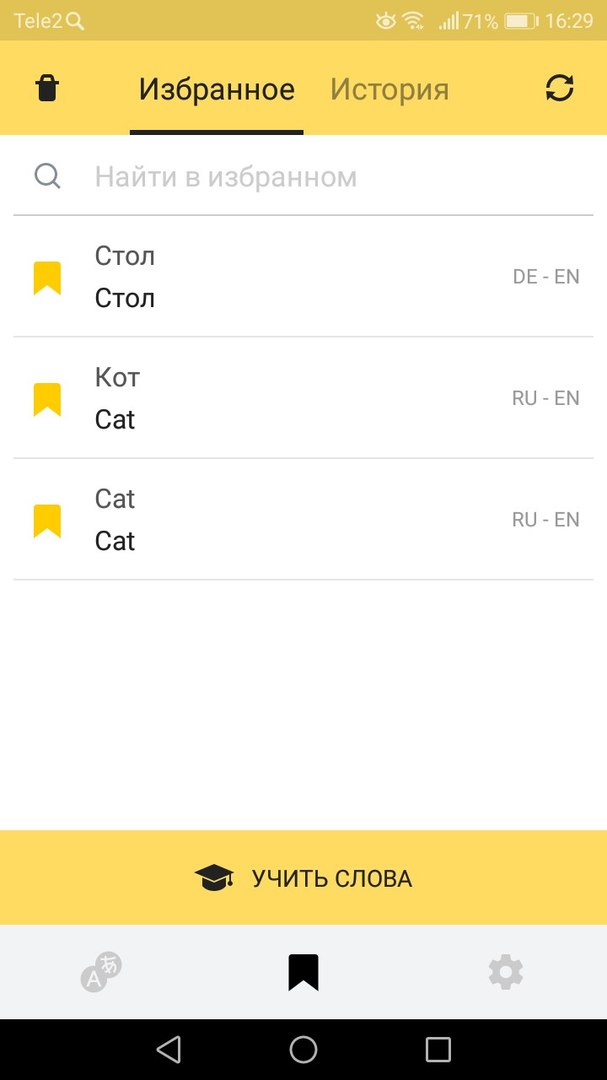 Tele2 71% 16:29
Избранное История
Найти в избранном
Стол
Стол
DE - EN
Кот
Cat
RU - EN
Cat
Cat
RU - EN
УЧИТЬ СЛОВА
A あ